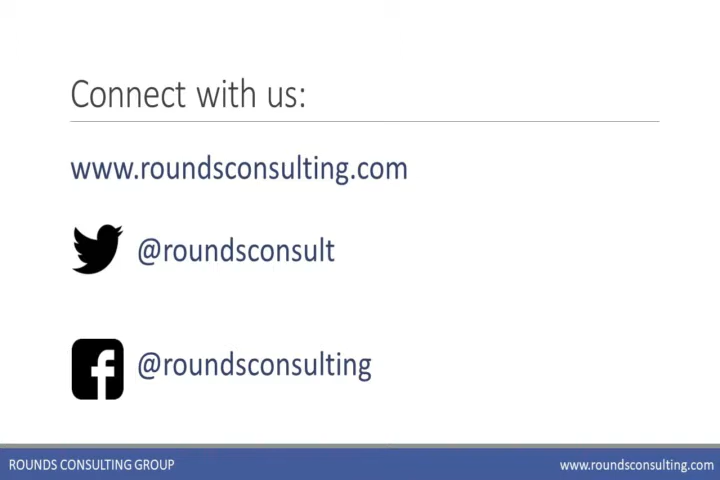 Connect with us:
www.roundsconsulting.com
@roundsconsult
@roundsconsulting
ROUNDS CONSULTING GROUP
www.roundsconsulting.com